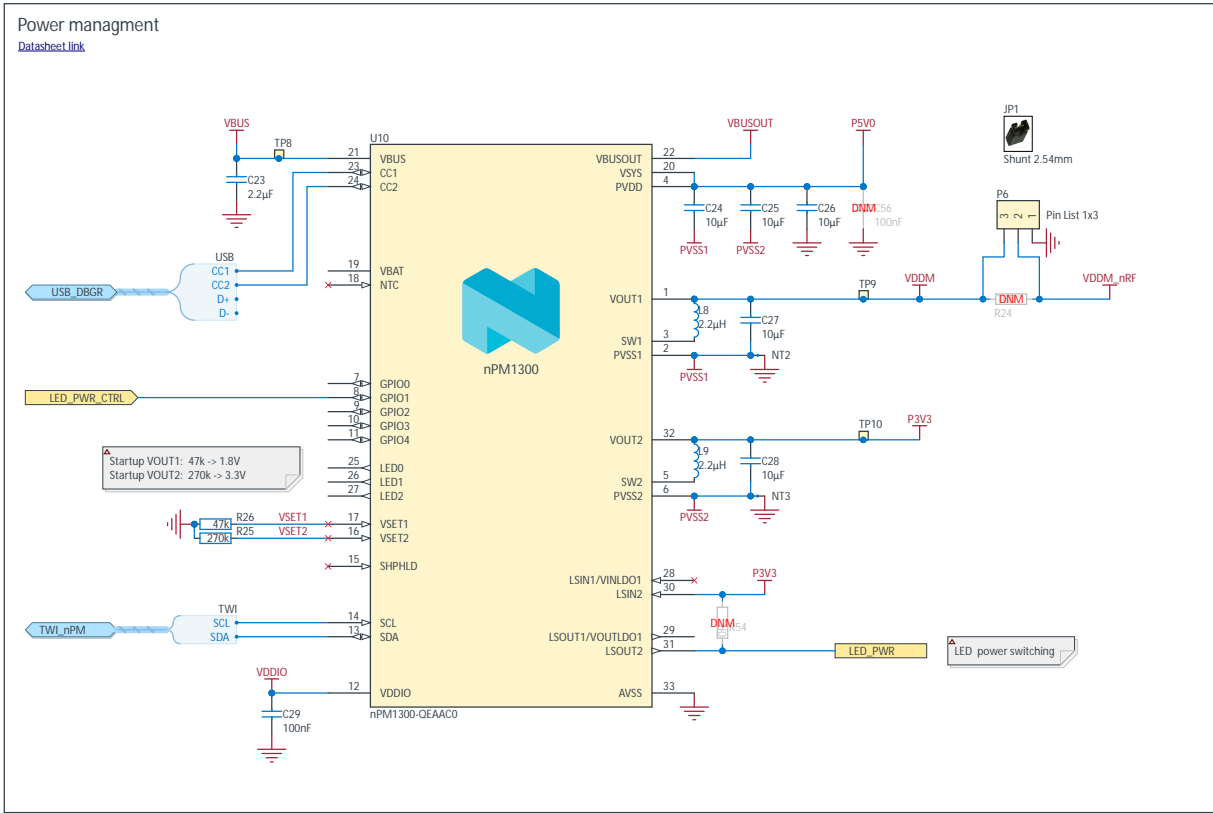 Power managment
Datasheet link
JP1
Shunt 2.54mm
VBUS
TP8
U10
VBUSOUT
P5V0
21
VBUS
VBUSOUT
22
23
CC1
VSYS
20
24
CC2
PVDD
4
C23
2.2µF
C24
10µF
C25
10µF
C26
10µF
DNM
C56
100nF
PVSS1
PVSS2
P6
3
2
1
Pin List 1x3
USB
CC1
CC2
D+
D-
USB_DBGR
19
VBAT
18
NTC
nPM1300
VOUT1
1
L8
2.2µH
C27
10µF
TP9
VDDM
DNM
R24
VDDM_nRF
SW1
3
PVSS1
2
PVSS1
NT2
LED_PWR_CTRL
7
GPIO0
8
GPIO1
9
GPIO2
10
GPIO3
11
GPIO4
VOUT2
32
L9
2.2µH
C28
10µF
TP10
P3V3
Startup VOUT1: 47k -> 1.8V
Startup VOUT2: 270k -> 3.3V
25
LED0
26
LED1
27
LED2
SW2
5
PVSS2
6
PVSS2
NT3
47k
R26
VSET1
17
VSET1
270k
R25
VSET2
16
VSET2
15
SHPHLD
LSIN1/VINLDO1
28
LSIN2
30
P3V3
TWI
SCL
SDA
TWI_nPM
14
SCL
13
SDA
DNM
R54
LSOUT1/VOUTLDO1
29
LSOUT2
31
LED_PWR
LED power switching
VDDIO
12
VDDIO
AVSS
33
C29
100nF
nPM1300-QEAAC0